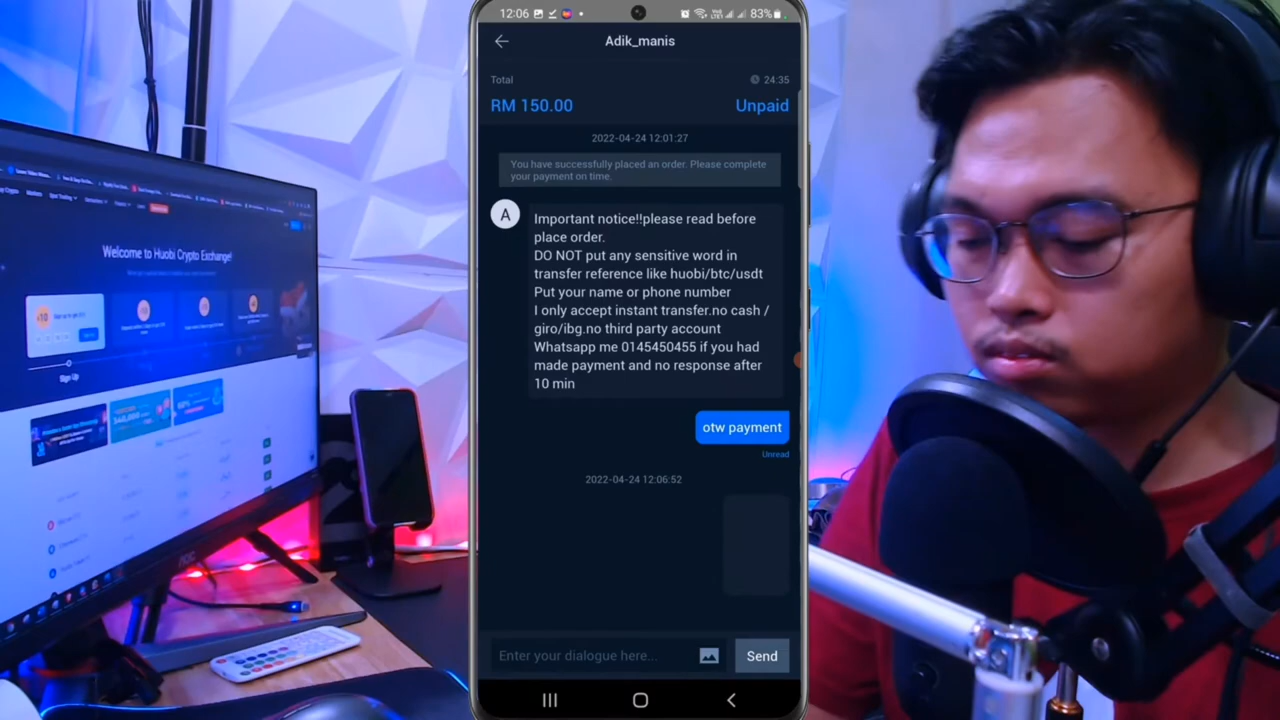 12:06
83%
Adik_manis
Total
24:35
RM 150.00
Unpaid
2022-04-24 12:01:27
You have successfully placed an order. Please complete
your payment on time.
A
Important notice!!please read before
place order.
DO NOT put any sensitive word in
transfer reference like huobi/btc/usdt
Put your name or phone number
I only accept instant transfer.no cash /
giro/ibg.no third party account
Whatsapp me 0145450455 if you had
made payment and no response after
10 min
otw payment
Unread
2022-04-24 12:06:52
Enter your dialogue here...
Send
Welcome to Huobi Crypto Exchange!
Sign Up
AOC